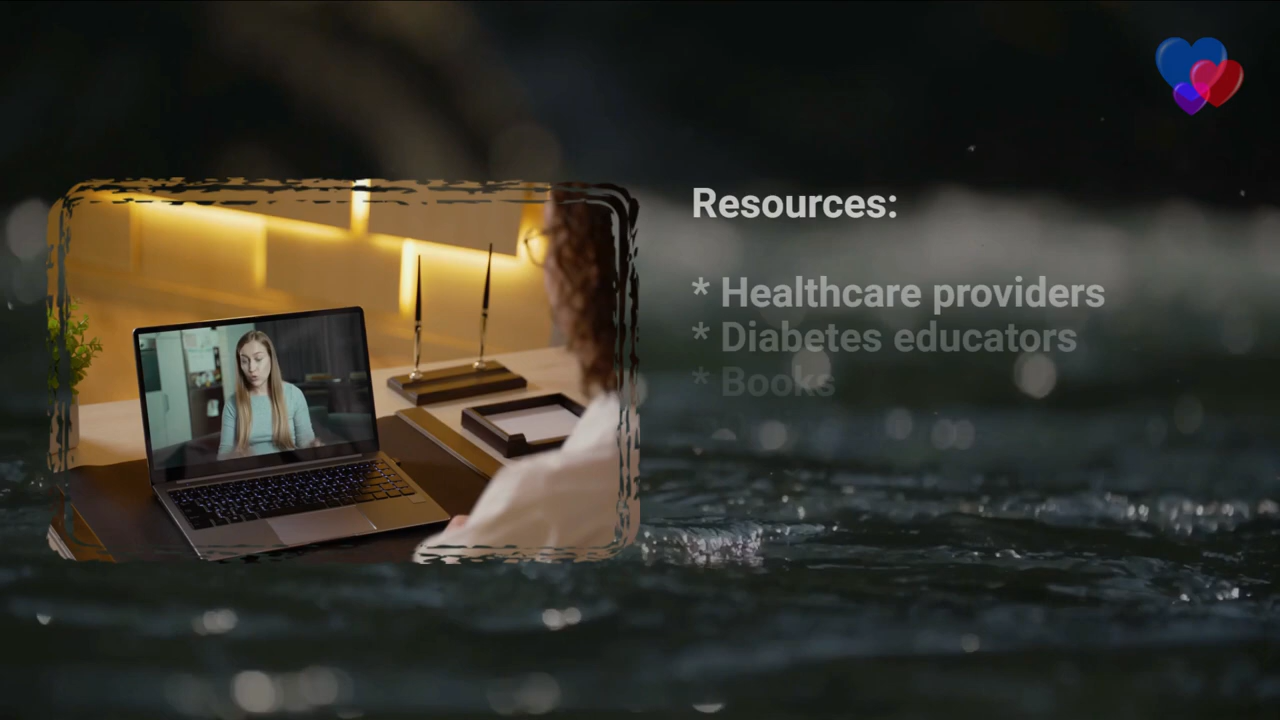 Resources:
* Healthcare providers
* Diabetes educators
* Books